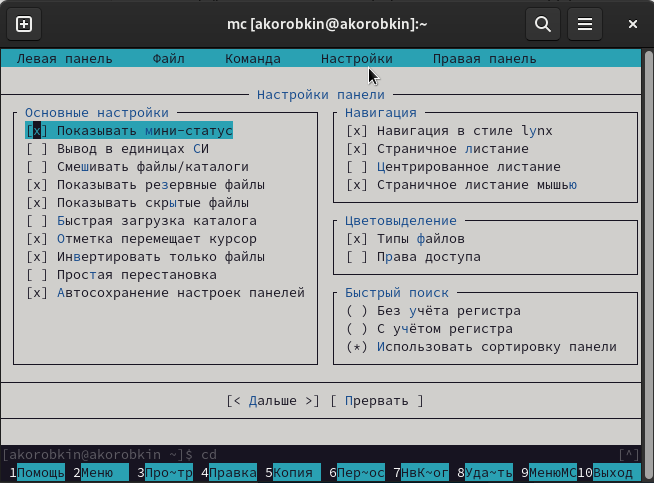 mc [akorobkin@akorobkin]:~
Левая панель Файл Команда Настройки Правая панель
Настройки панели
Основные настройки
[x] Показывать мини-статус
[ ] Вывод в единицах СИ
[ ] Смешивать файлы/каталоги
[x] Показывать резервные файлы
[x] Показывать скрытые файлы
[ ] Быстрая загрузка каталога
[x] Отметка перемещает курсор
[x] Инвертировать только файлы
[ ] Простая перестановка
[x] Автосохранение настроек панелей
Навигация
[x] Навигация в стиле lynx
[x] Страничное листание
[ ] Центрированное листание
[x] Страничное листание мышью
Цветовыделение
[x] Типы файлов
[ ] Права доступа
Быстрый поиск
( ) Без учёта регистра
( ) С учётом регистра
(*) Использовать сортировку панели
[< Дальше >] [ Прервать ]
[akorobkin@akorobkin ~]$ cd [^]
1Помощь 2Меню 3Про~тр 4Правка 5Копия 6Пер~ос 7НвК~ог 8Уда~ть 9МенюМС10Выход